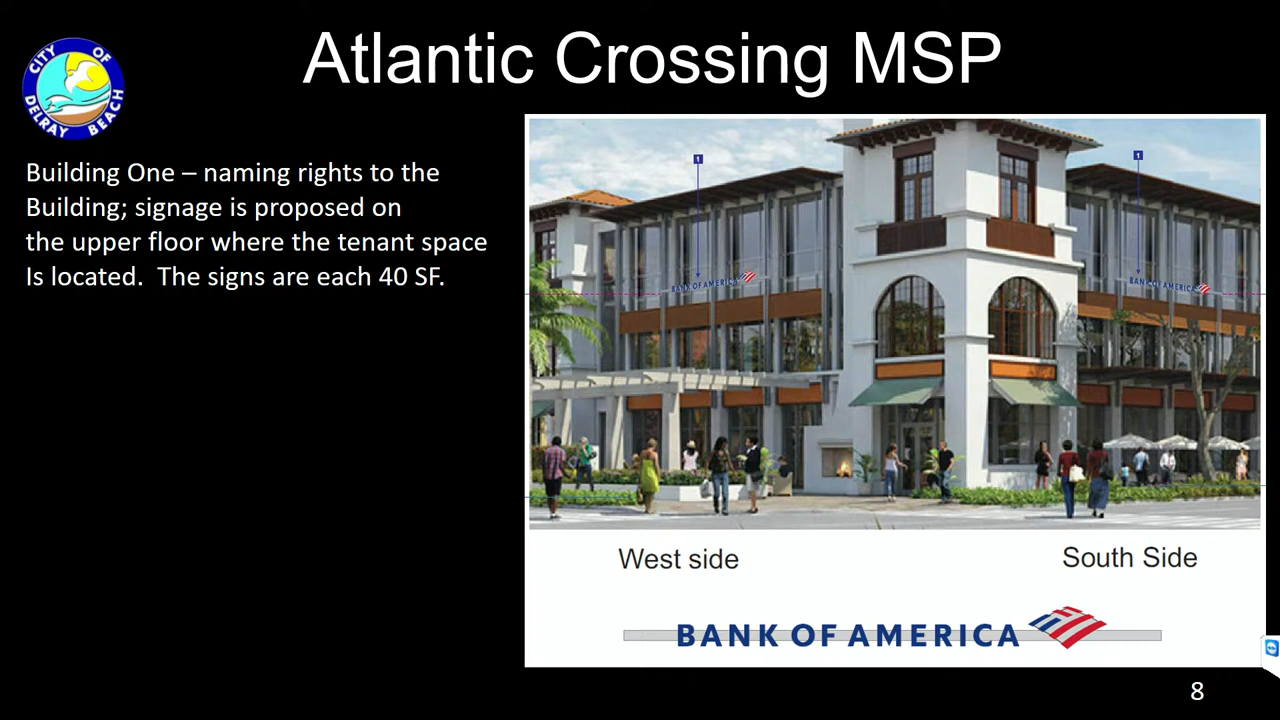 Atlantic Crossing MSP
CITY OF
DELRAY BEACH
Building One – naming rights to the
Building; signage is proposed on
the upper floor where the tenant space
Is located.  The signs are each 40 SF.
1
1
BANK OF AMERICA
BANK OF AMERICA
West side
South Side
BANK OF AMERICA
8